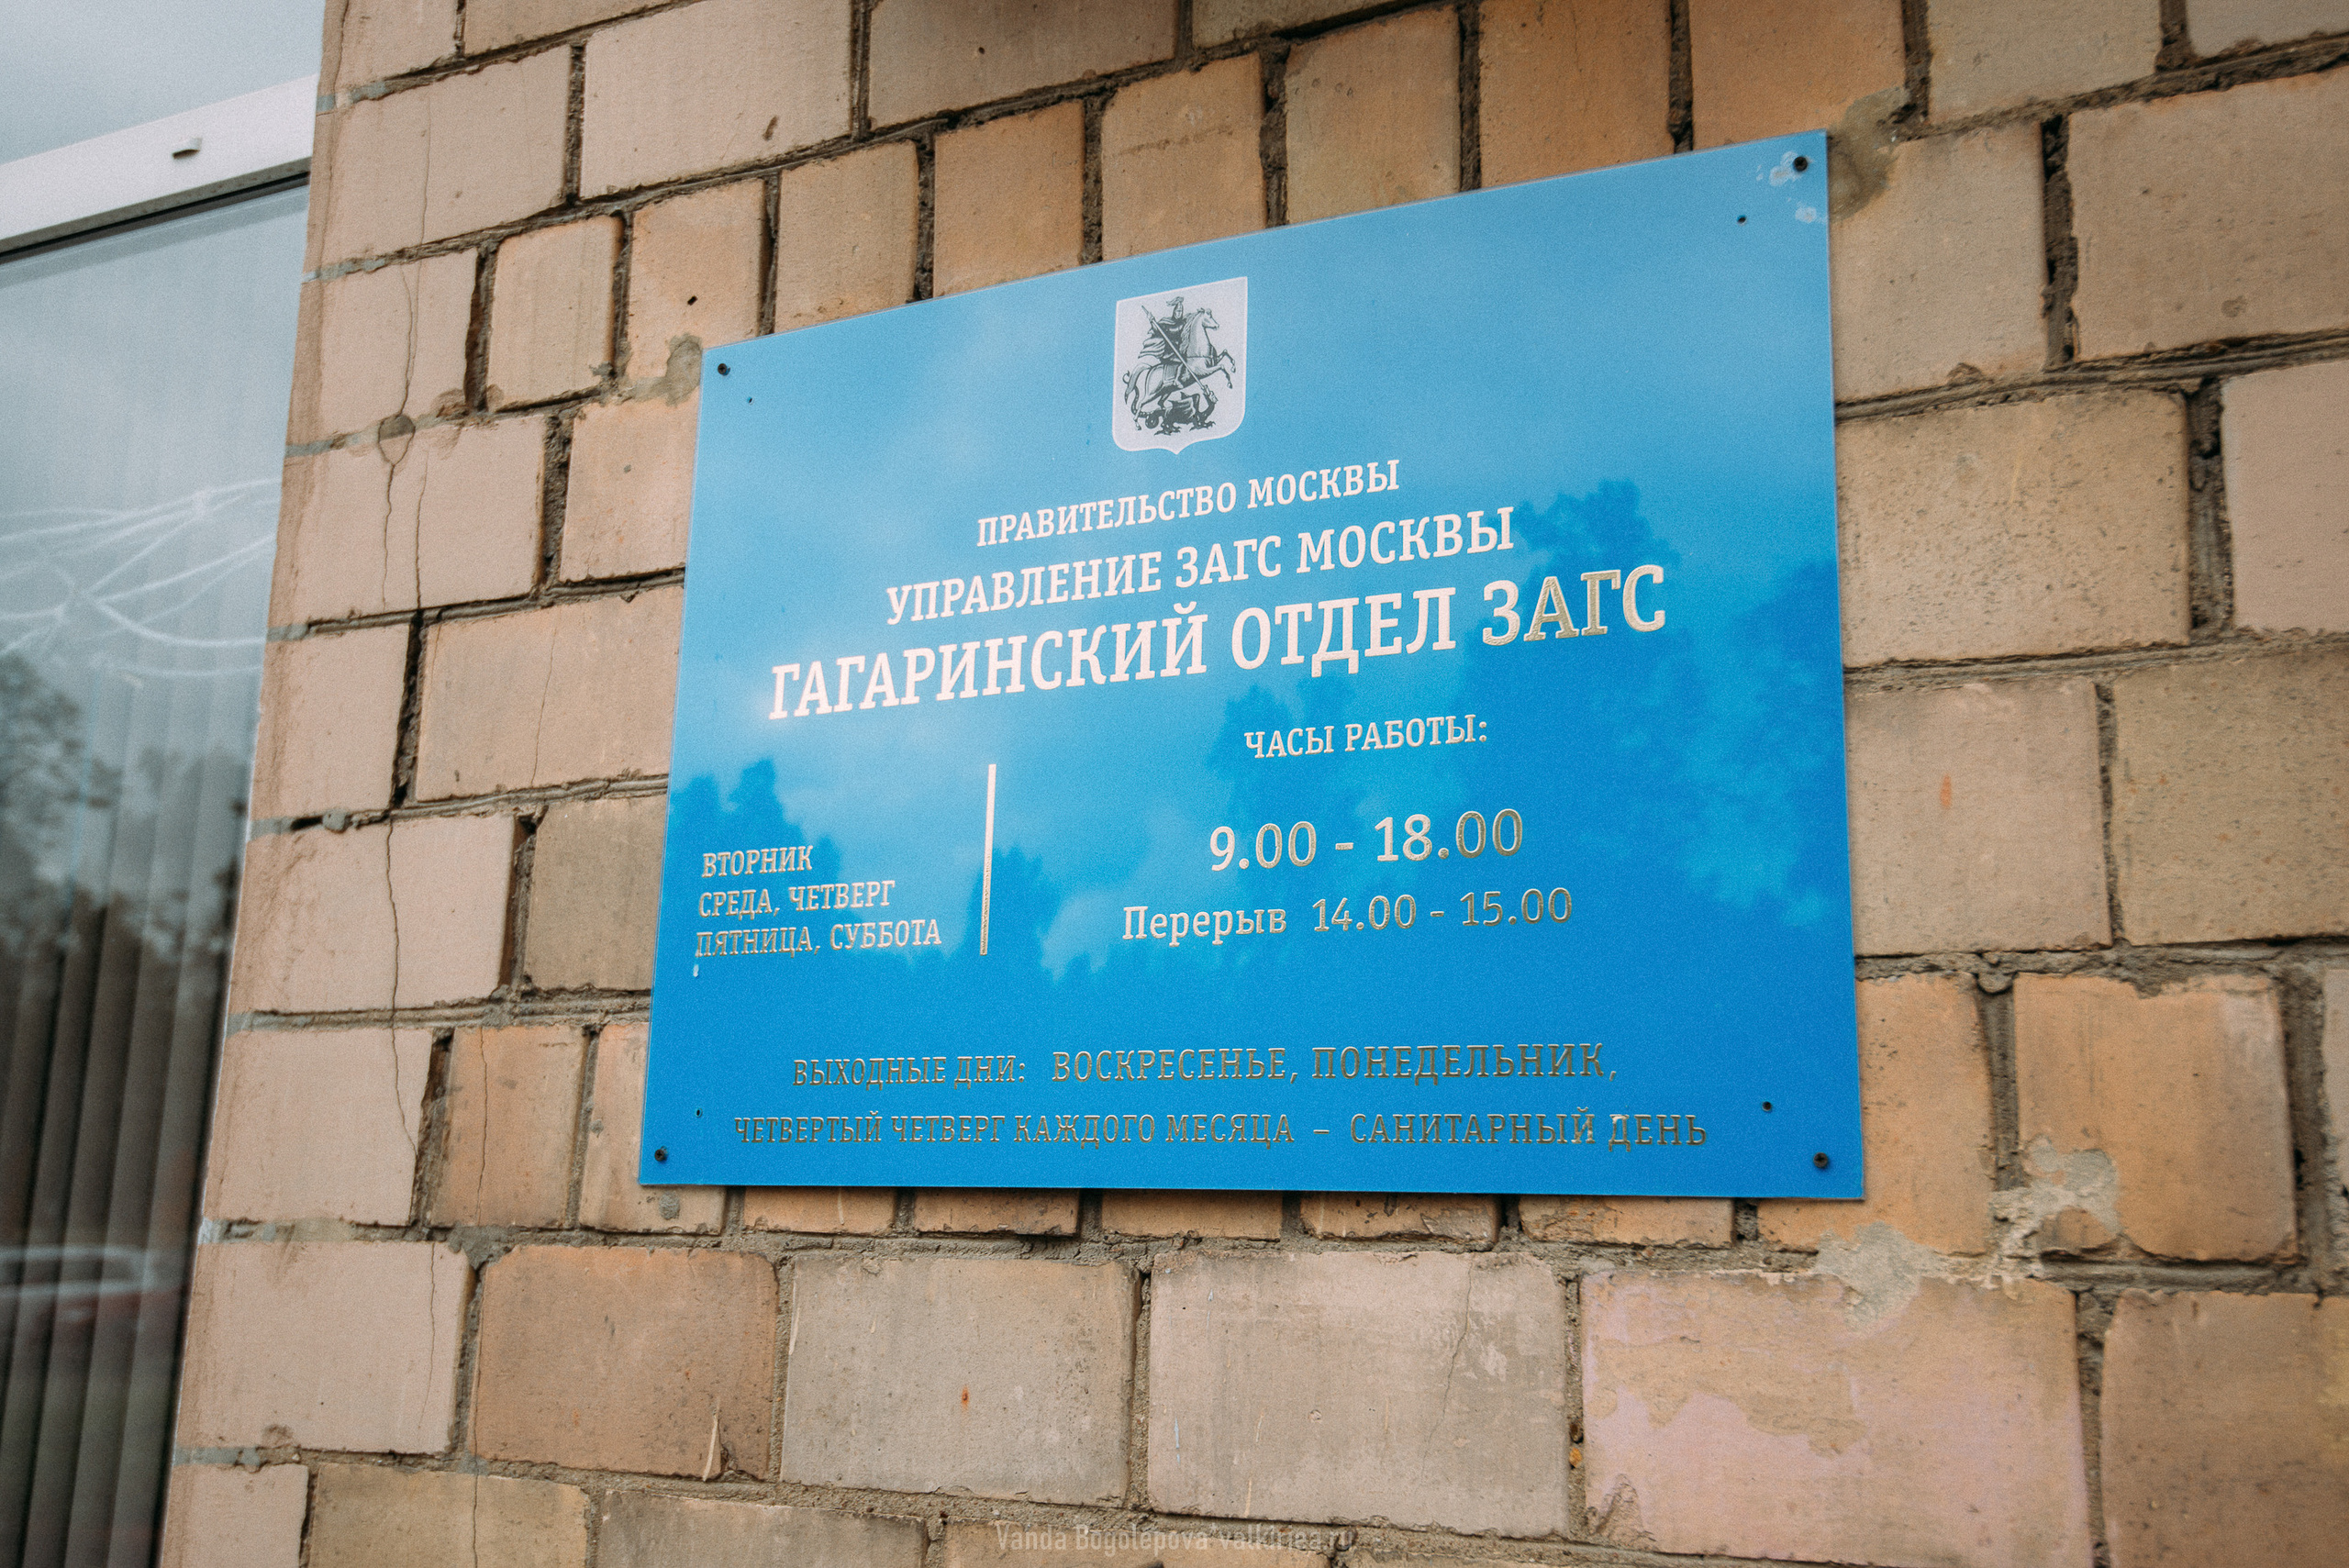 ПРАВИТЕЛЬСТВО МОСКВЫ
УПРАВЛЕНИЕ ЗАГС МОСКВЫ
ГАГАРИНСКИЙ ОТДЕЛ ЗАГС
ЧАСЫ РАБОТЫ:
ВТОРНИК
СРЕДА, ЧЕТВЕРГ
ПЯТНИЦА, СУББОТА
9.00 - 18.00
Перерыв 14.00 - 15.00
ВЫХОДНЫЕ ДНИ: ВОСКРЕСЕНЬЕ, ПОНЕДЕЛЬНИК,
ЧЕТВЕРТЫЙ ЧЕТВЕРГ КАЖДОГО МЕСЯЦА – САНИТАРНЫЙ ДЕНЬ
Vanda Bogolepova